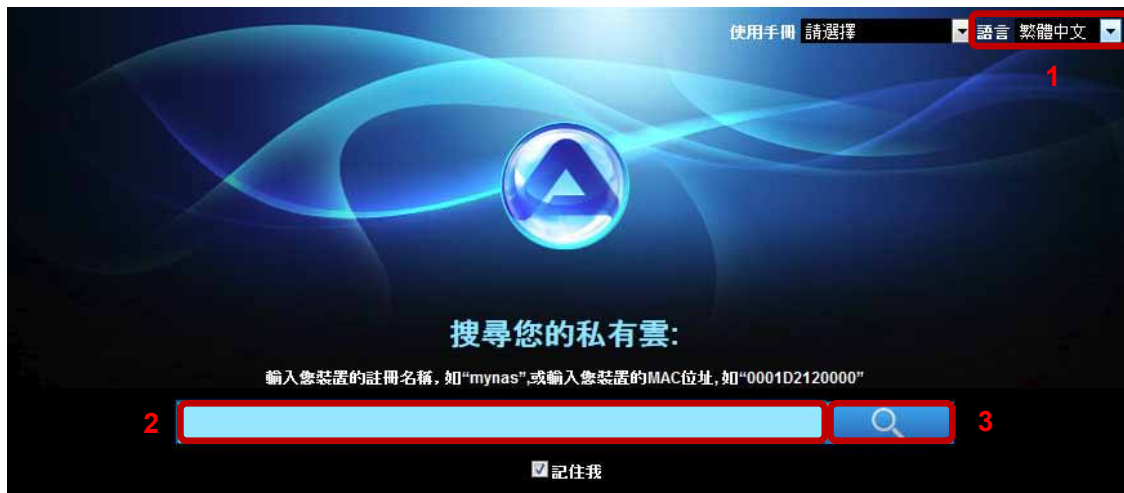 使用手冊 請選擇 語言 繁體中文
1
搜尋您的私有雲:
輸入您裝置的註冊名稱, 如“mynas”,或輸入您裝置的MAC位址, 如“0001D2120000”
2
3
記住我